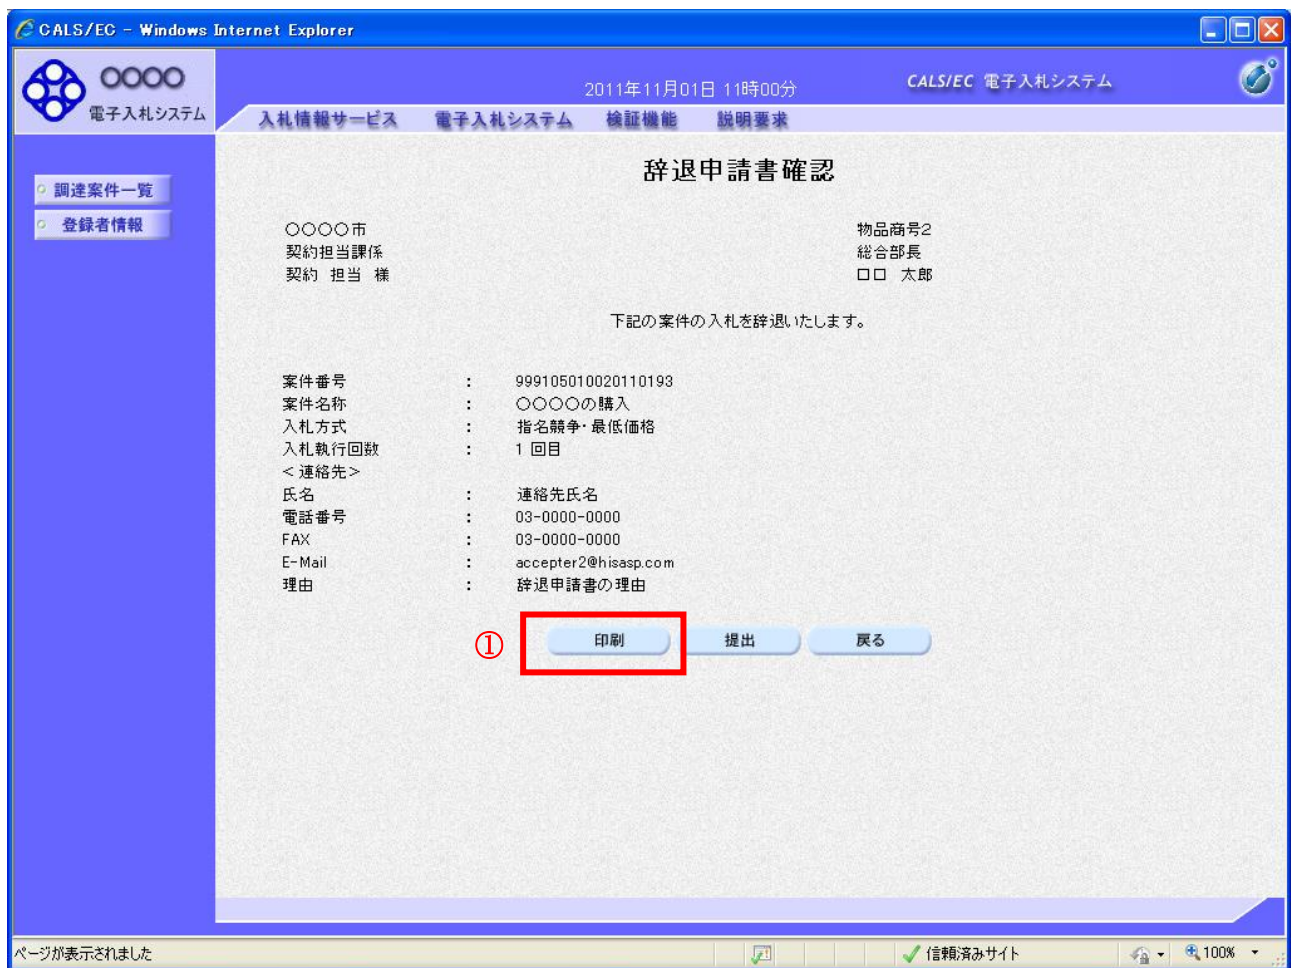 CALS/EC - Windows Internet Explorer
○○○○
電子入札システム
2011年11月01日 11時00分
CALS/EC 電子入札システム
入札情報サービス 電子入札システム 検証機能 説明要求
調達案件一覧
登録者情報
辞退申請書確認
○○○○市
契約担当課係
契約 担当 様
物品商号2
総合部長
口口 太郎
下記の案件の入札を辞退いたします。
案件番号 : 999105010020110193
案件名称 : ○○○○の購入
入札方式 : 指名競争・最低価格
入札執行回数 : 1 回目
<連絡先>
氏名 : 連絡先氏名
電話番号 : 03-0000-0000
FAX : 03-0000-0000
E-Mail : accepter2@hisasp.com
理由 : 辞退申請書の理由
① 印刷 提出 戻る
ページが表示されました 信頼済みサイト 100%